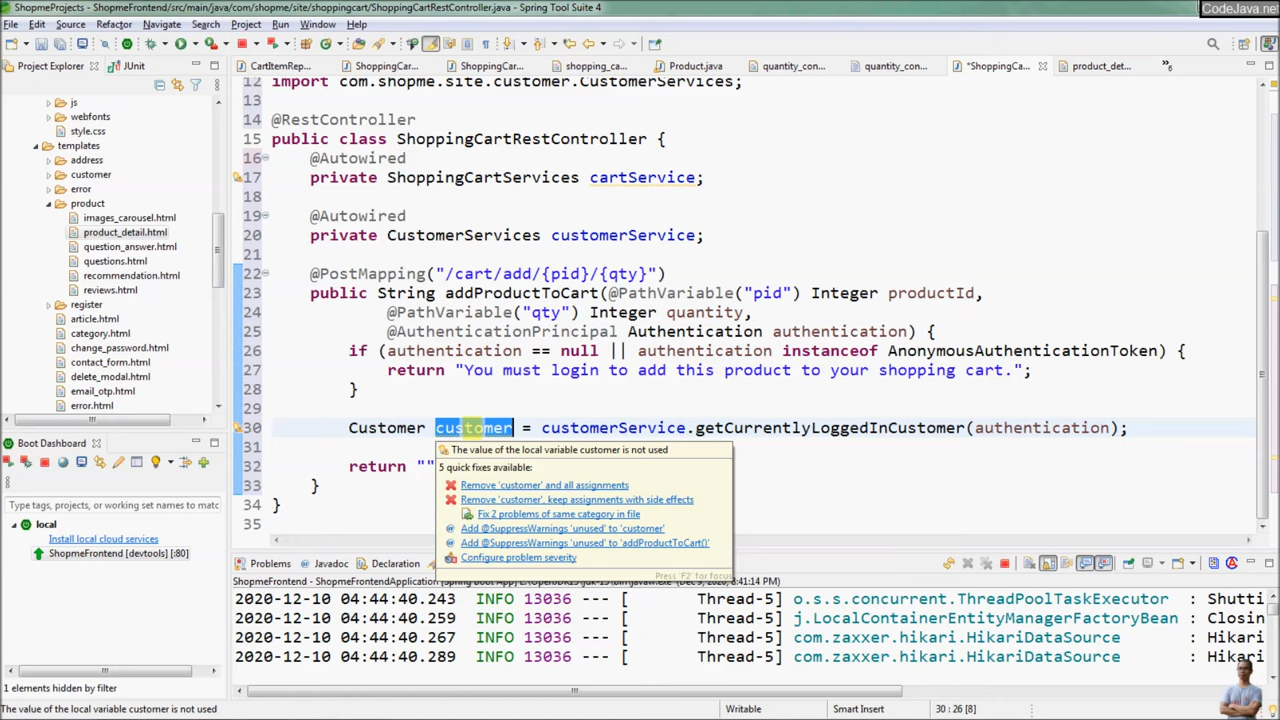 ShopmeProjects - ShopmeFrontend/src/main/java/com/shopme/site/shoppingcart/ShoppingCartRestController.java - Spring Tool Suite 4
CodeJava.net
File Edit Source Refactor Navigate Search Project Run Window Help
Project Explorer
JUnit
CartItemRep...
ShoppingCar...
ShoppingCar...
shopping_ca...
Product.java
quantity_con...
quantity_con...
*ShoppingCa...
product_det...
js
webfonts
style.css
templates
address
customer
error
product
images_carousel.html
product_detail.html
question_answer.html
questions.html
recommendation.html
reviews.html
register
article.html
category.html
change_password.html
contact_form.html
delete_modal.html
email_otp.html
error.html
12 import com.shopme.site.customer.CustomerServices;
13
14 @RestController
15 public class ShoppingCartRestController {
16 @Autowired
17 private ShoppingCartServices cartService;
18
19 @Autowired
20 private CustomerServices customerService;
21
22 @PostMapping("/cart/add/{pid}/{qty}")
23 public String addProductToCart(@PathVariable("pid") Integer productId,
24 @PathVariable("qty") Integer quantity,
25 @AuthenticationPrincipal Authentication authentication) {
26 if (authentication == null || authentication instanceof AnonymousAuthenticationToken) {
27 return "You must login to add this product to your shopping cart.";
28 }
29
30 Customer customer = customerService.getCurrentlyLoggedInCustomer(authentication);
31
32 return ""
33 }
34 }
35
The value of the local variable customer is not used
5 quick fixes available:
Remove 'customer' and all assignments
Remove 'customer', keep assignments with side effects
Fix 2 problems of same category in file
Add @SuppressWarnings 'unused' to 'customer'
Add @SuppressWarnings 'unused' to 'addProductToCart()'
Configure problem severity
Press 'F2' for focus
Boot Dashboard
Type tags, projects, or working set names to match
local
Install local cloud services
ShopmeFrontend [devtools] [:80]
1 elements hidden by filter
Problems
Javadoc
Declaration
2020-12-10 04:44:40.243 INFO 13036 --- [ Thread-5] o.s.s.concurrent.ThreadPoolTaskExecutor : Shutti
2020-12-10 04:44:40.259 INFO 13036 --- [ Thread-5] j.LocalContainerEntityManagerFactoryBean : Closin
2020-12-10 04:44:40.267 INFO 13036 --- [ Thread-5] com.zaxxer.hikari.HikariDataSource : Hikari
2020-12-10 04:44:40.289 INFO 13036 --- [ Thread-5] com.zaxxer.hikari.HikariDataSource : Hikari
The value of the local variable customer is not used
Writable
Smart Insert
30 : 26 [8]